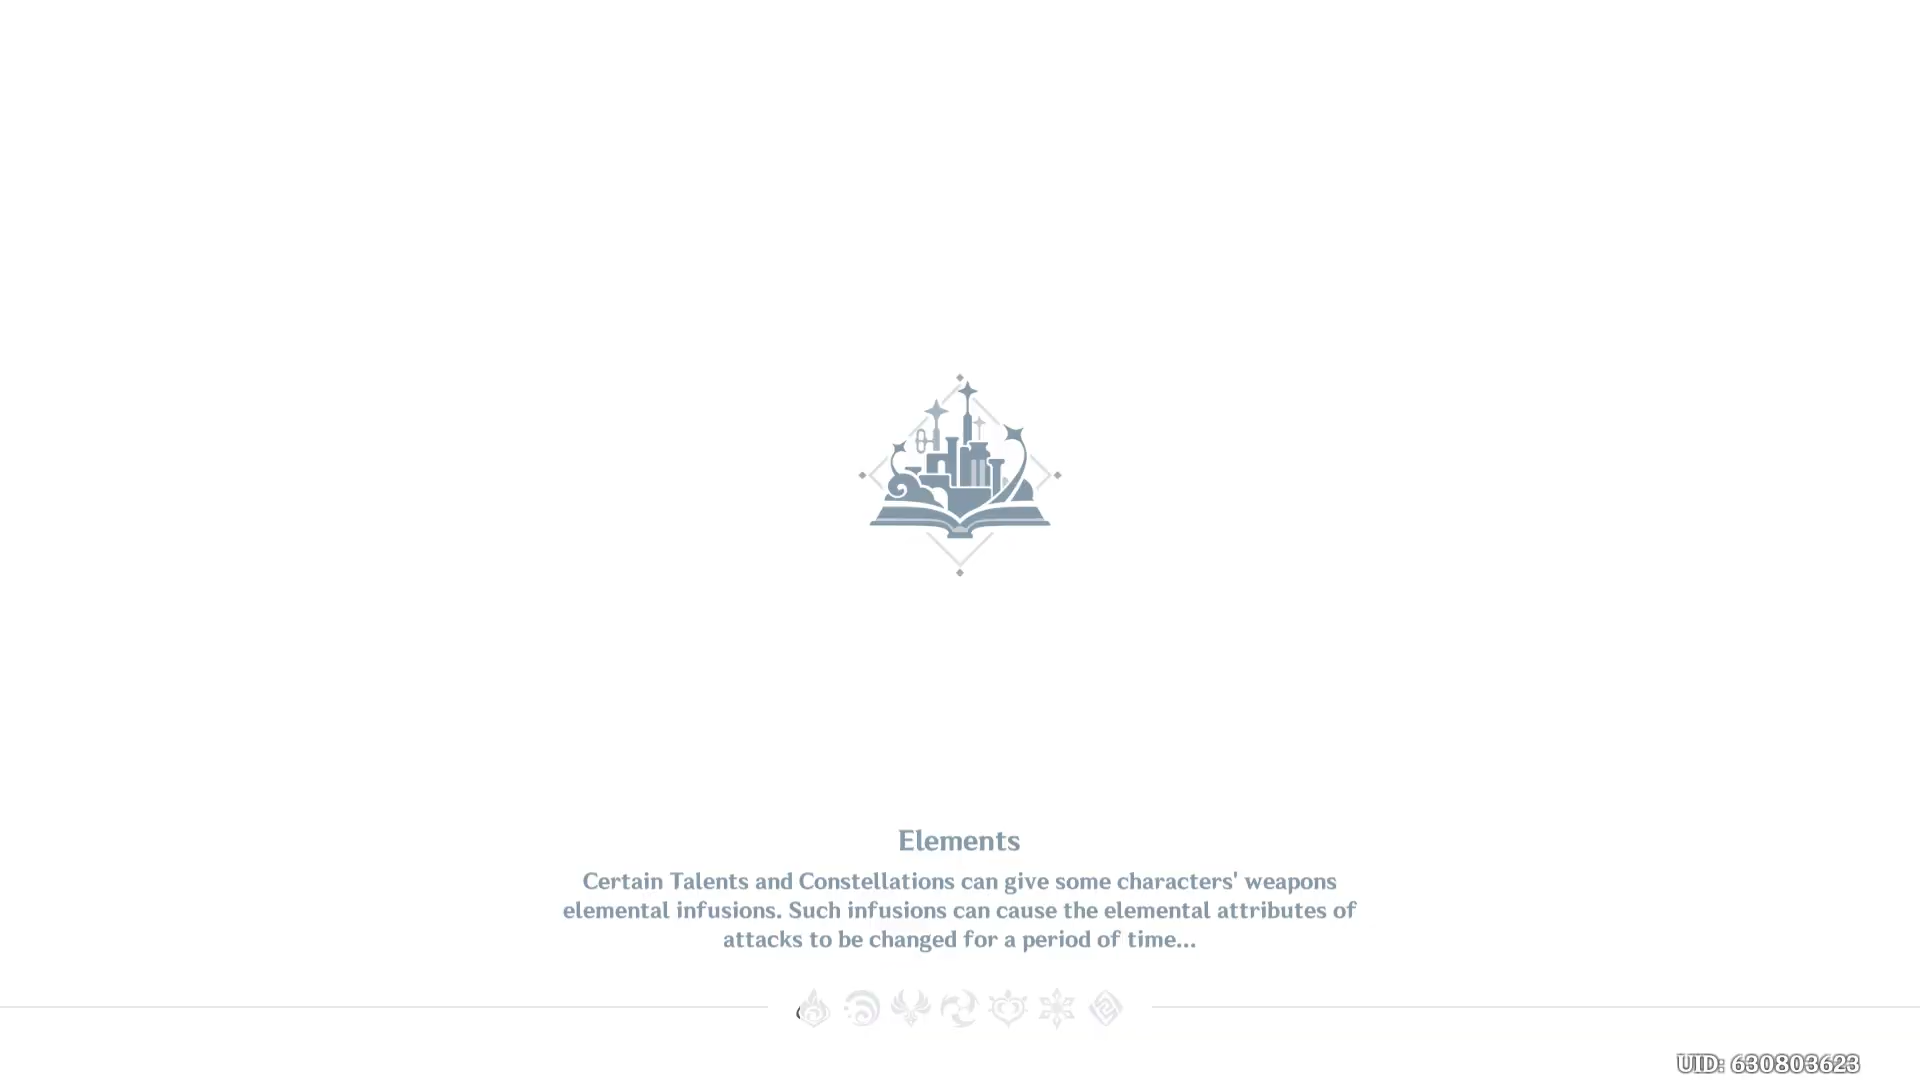 Elements
Certain Talents and Constellations can give some characters' weapons
elemental infusions. Such infusions can cause the elemental attributes of
attacks to be changed for a period of time...
UID: 630803623